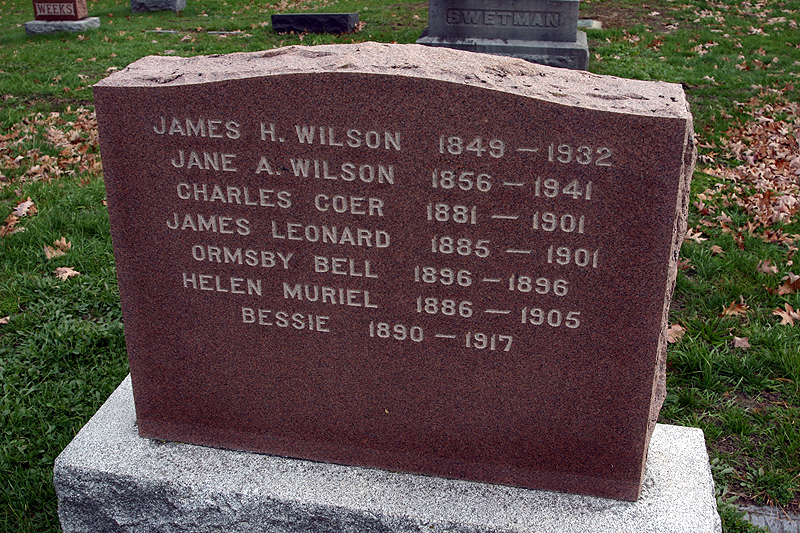 WEEKS
SWETMAN
JAMES H. WILSON 1849 — 1932
JANE A. WILSON 1856 — 1941
CHARLES COER 1881 — 1901
JAMES LEONARD 1885 — 1901
ORMSBY BELL 1896 — 1896
HELEN MURIEL 1886 — 1905
BESSIE 1890 — 1917